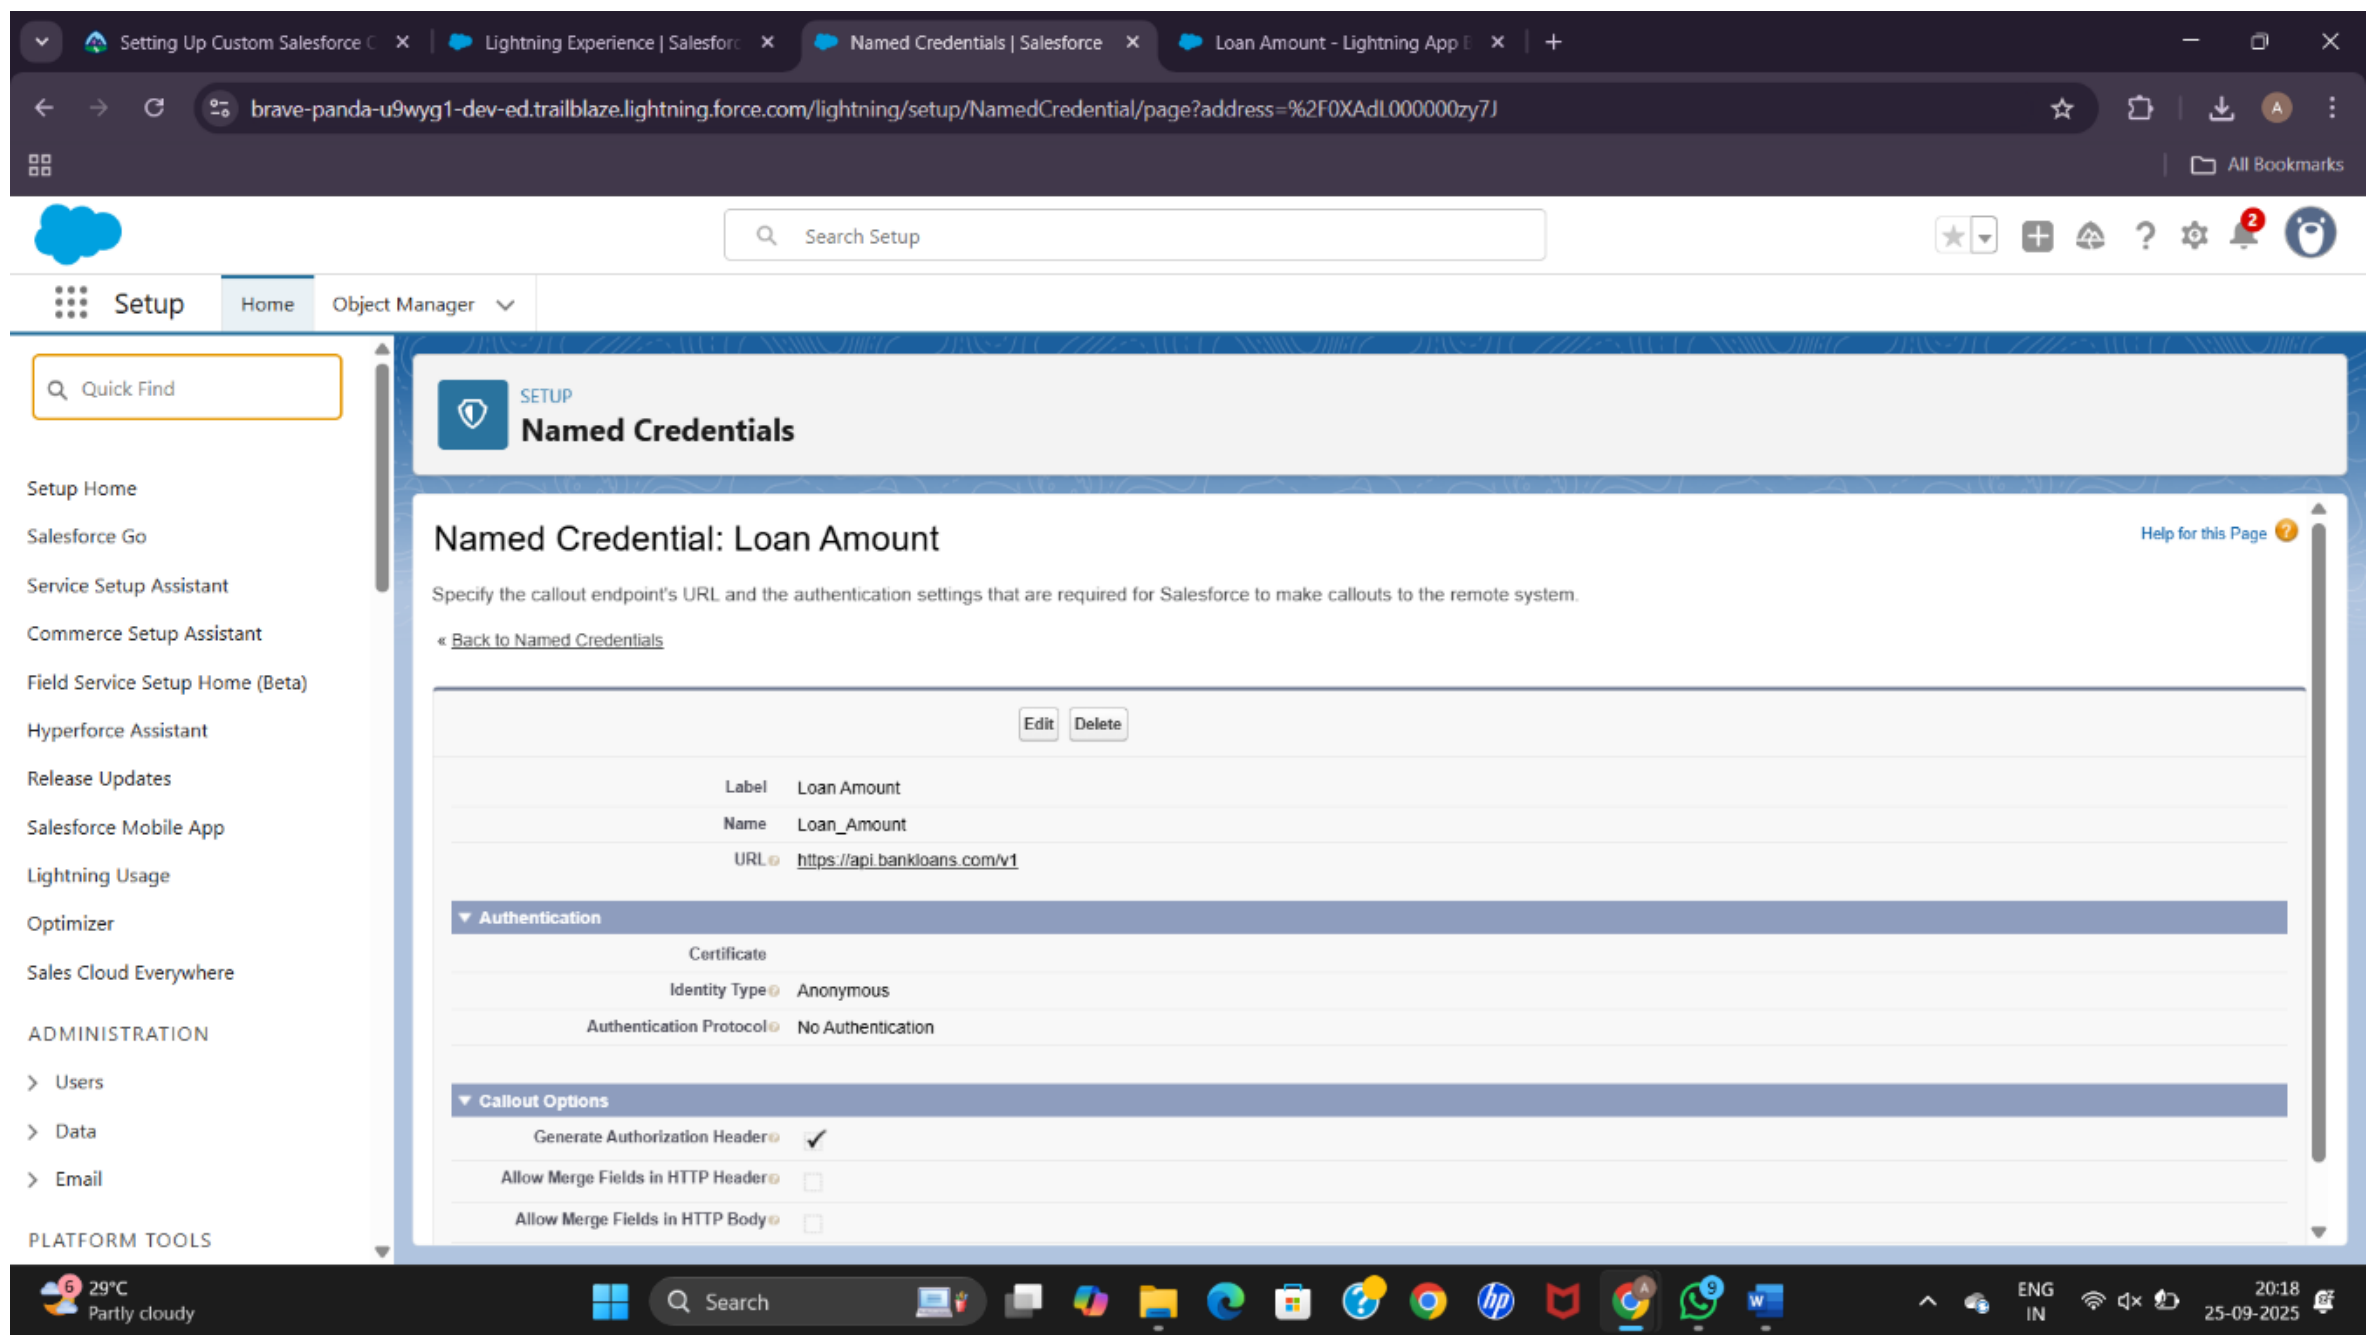 Setting Up Custom Salesforce C
Lightning Experience | Salesforc
Named Credentials | Salesforce
Loan Amount - Lightning App B
brave-panda-u9wyg1-dev-ed.trailblaze.lightning.force.com/lightning/setup/NamedCredential/page?address=%2F0XAdL000000zy7J
A
All Bookmarks
Search Setup
2
Setup
Home
Object Manager
Quick Find
Setup Home
Salesforce Go
Service Setup Assistant
Commerce Setup Assistant
Field Service Setup Home (Beta)
Hyperforce Assistant
Release Updates
Salesforce Mobile App
Lightning Usage
Optimizer
Sales Cloud Everywhere
ADMINISTRATION
Users
Data
Email
PLATFORM TOOLS
SETUP
Named Credentials
Named Credential: Loan Amount
Help for this Page
Specify the callout endpoint's URL and the authentication settings that are required for Salesforce to make callouts to the remote system.
« Back to Named Credentials
Edit Delete
Label Loan Amount
Name Loan_Amount
URL https://api.bankloans.com/v1
Authentication
Certificate
Identity Type Anonymous
Authentication Protocol No Authentication
Callout Options
Generate Authorization Header
Allow Merge Fields in HTTP Header
Allow Merge Fields in HTTP Body
6
29°C
Partly cloudy
Search
hp
A
9
W
ENG
IN
20:18
25-09-2025